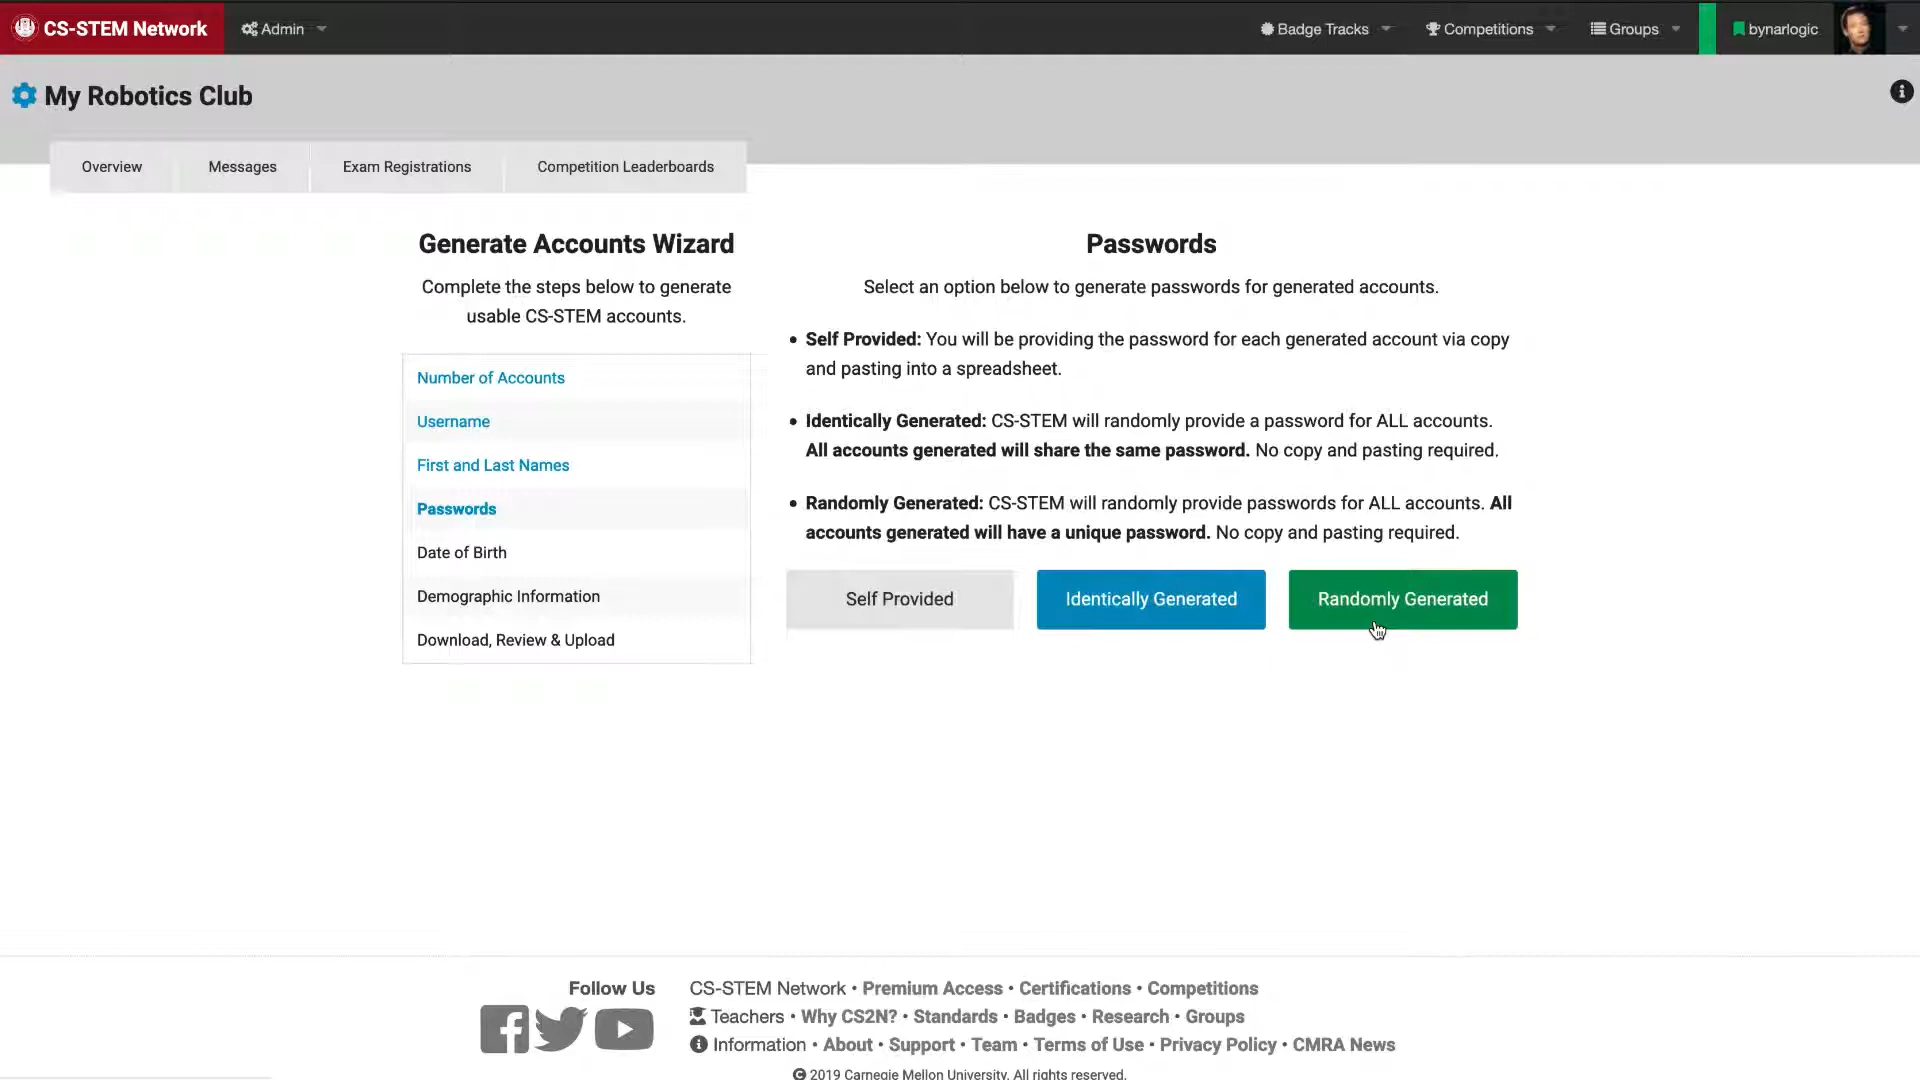 CS-STEM Network
Admin
Badge Tracks
Competitions
Groups
bynarlogic
My Robotics Club
Overview
Messages
Exam Registrations
Competition Leaderboards
Generate Accounts Wizard
Complete the steps below to generate
usable CS-STEM accounts.
Number of Accounts
Username
First and Last Names
Passwords
Date of Birth
Demographic Information
Download, Review & Upload
Passwords
Select an option below to generate passwords for generated accounts.
• Self Provided: You will be providing the password for each generated account via copy
and pasting into a spreadsheet.
• Identically Generated: CS-STEM will randomly provide a password for ALL accounts.
All accounts generated will share the same password. No copy and pasting required.
• Randomly Generated: CS-STEM will randomly provide passwords for ALL accounts. All
accounts generated will have a unique password. No copy and pasting required.
Self Provided
Identically Generated
Randomly Generated
Follow Us
CS-STEM Network • Premium Access • Certifications • Competitions
Teachers • Why CS2N? • Standards • Badges • Research • Groups
Information • About • Support • Team • Terms of Use • Privacy Policy • CMRA News
© 2019 Carnegie Mellon University. All rights reserved.